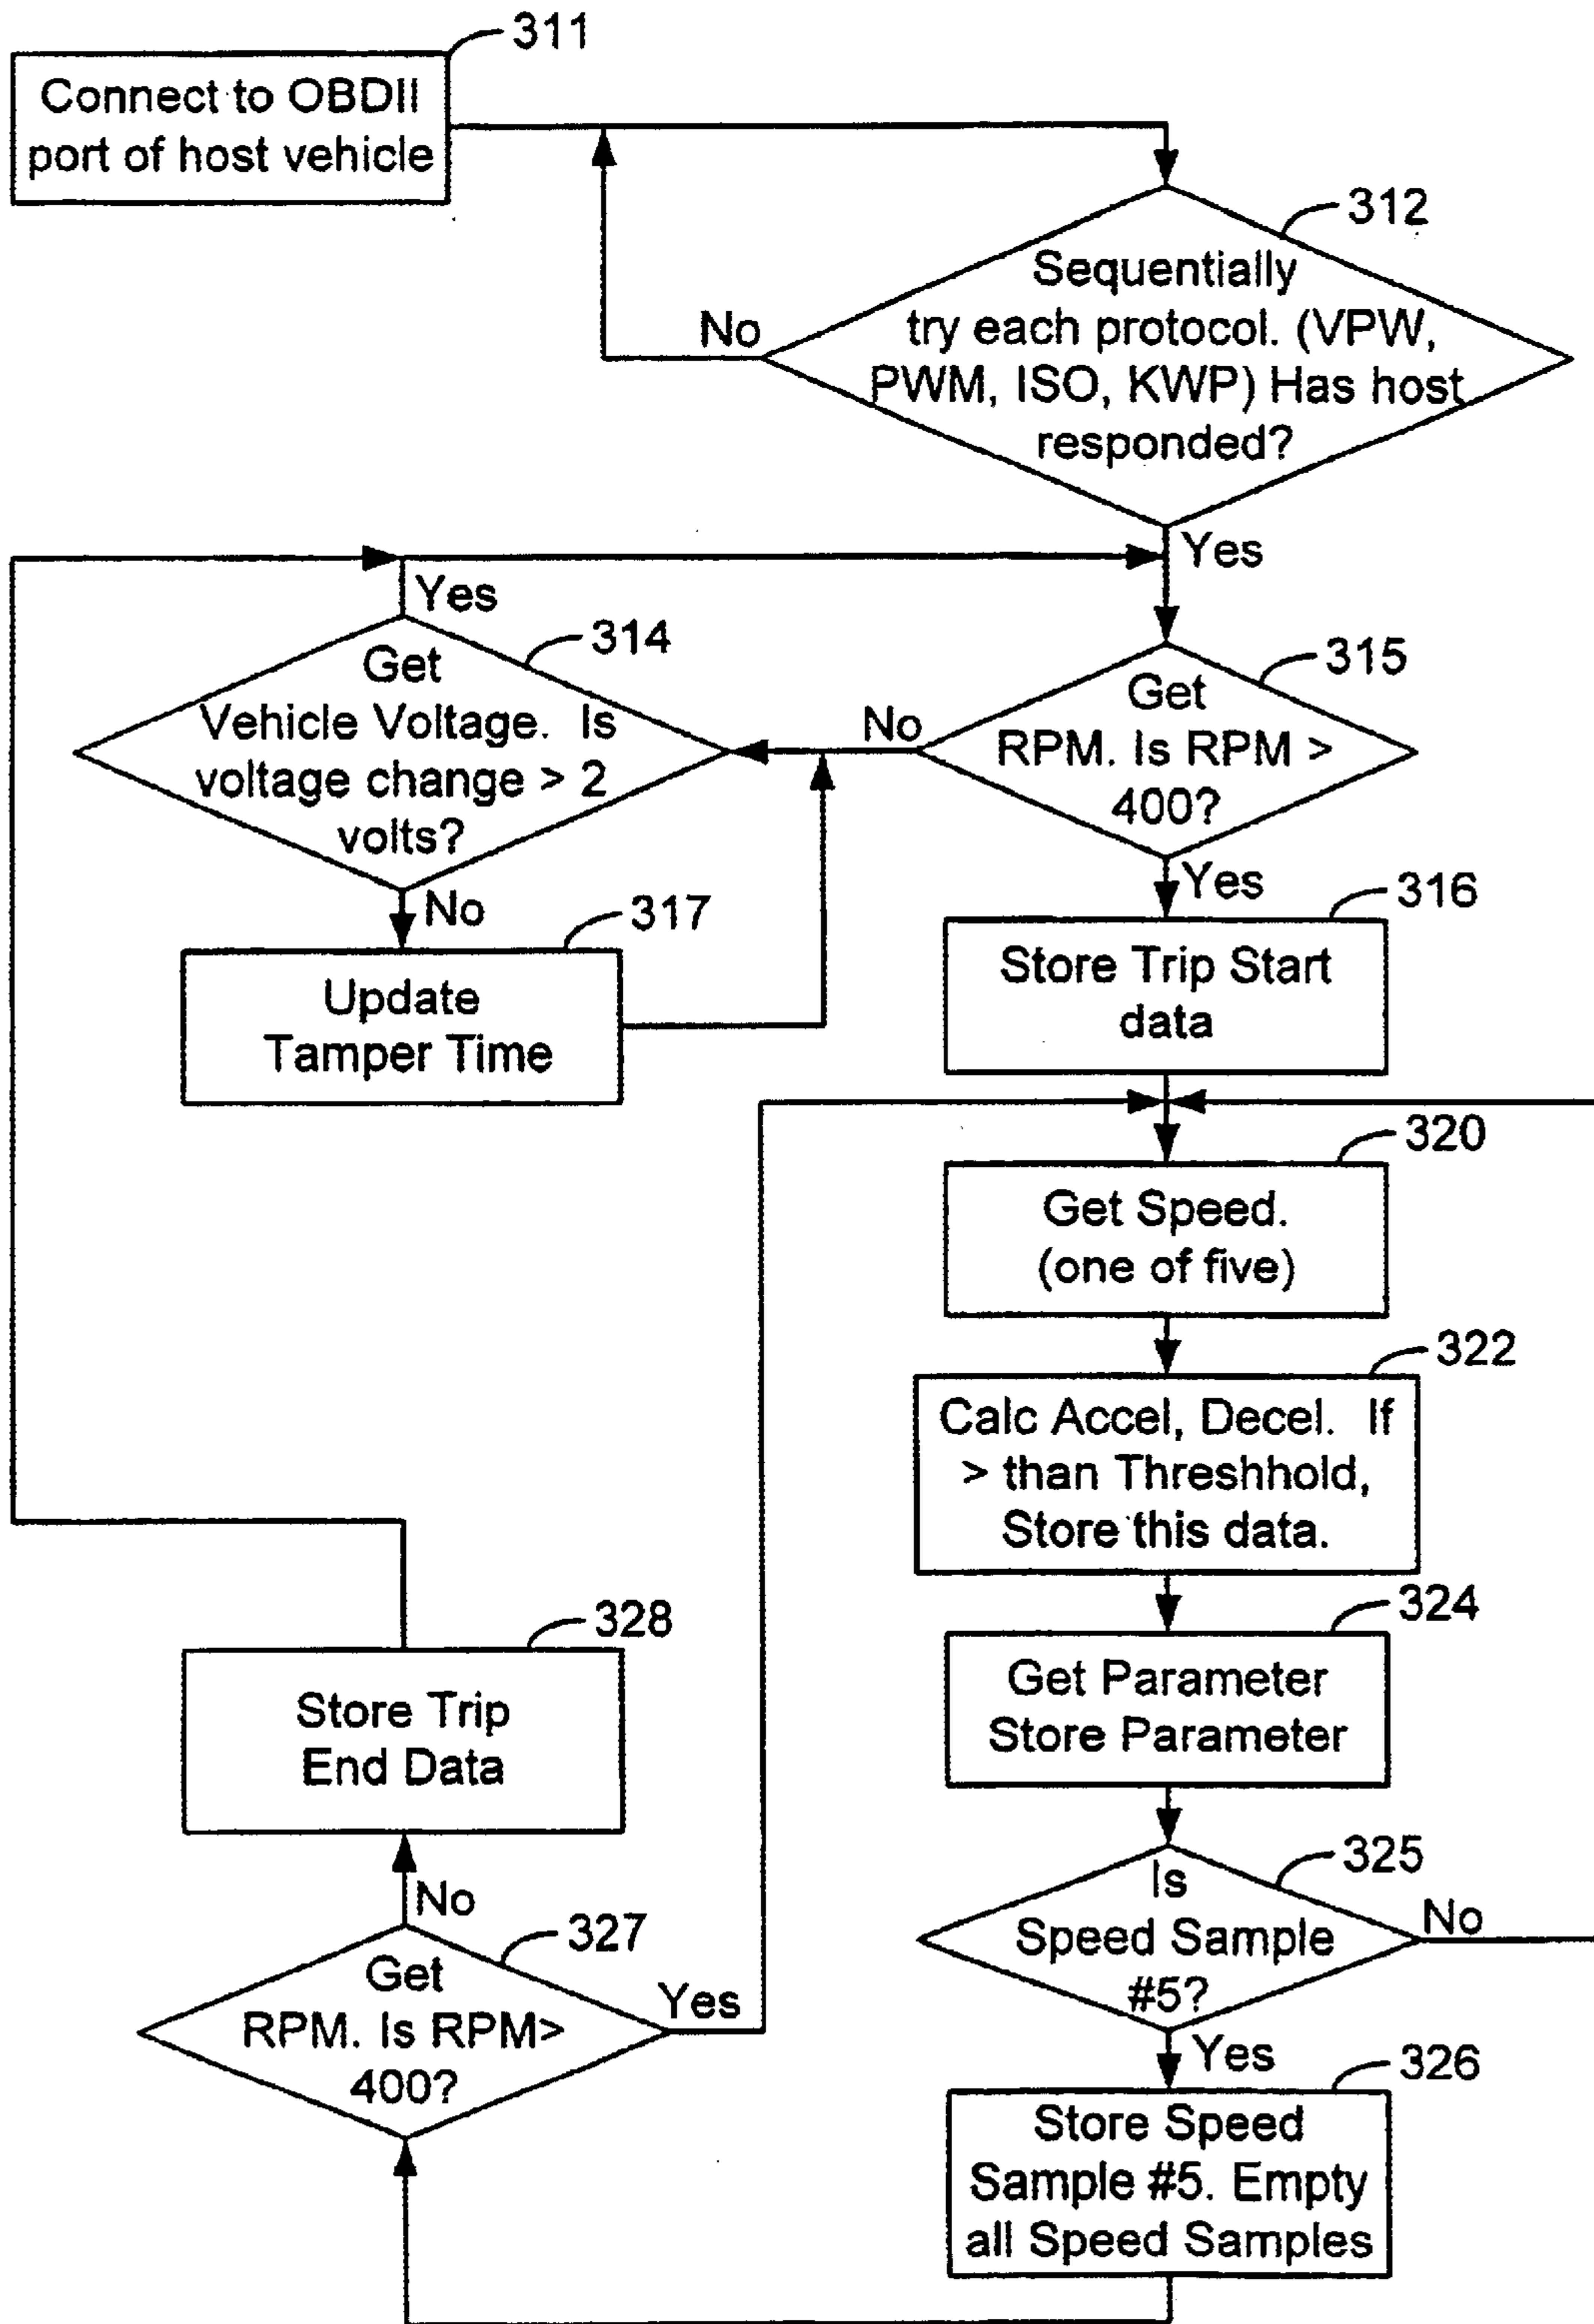 311
Connect to OBDII
port of host vehicle
312
Sequentially
try each protocol. (VPW,
PWM, ISO, KWP) Has host
responded?
No
Yes
Yes
314
Get
Vehicle Voltage. Is
voltage change > 2
volts?
No
315
Get
RPM. Is RPM >
400?
No
Yes
317
Update
Tamper Time
316
Store Trip Start
data
320
Get Speed.
(one of five)
322
Calc Accel, Decel. If
> than Threshhold,
Store this data.
324
Get Parameter
Store Parameter
325
Is
Speed Sample
#5?
No
Yes
326
Store Speed
Sample #5. Empty
all Speed Samples
327
Get
RPM. Is RPM>
400?
Yes
No
328
Store Trip
End Data